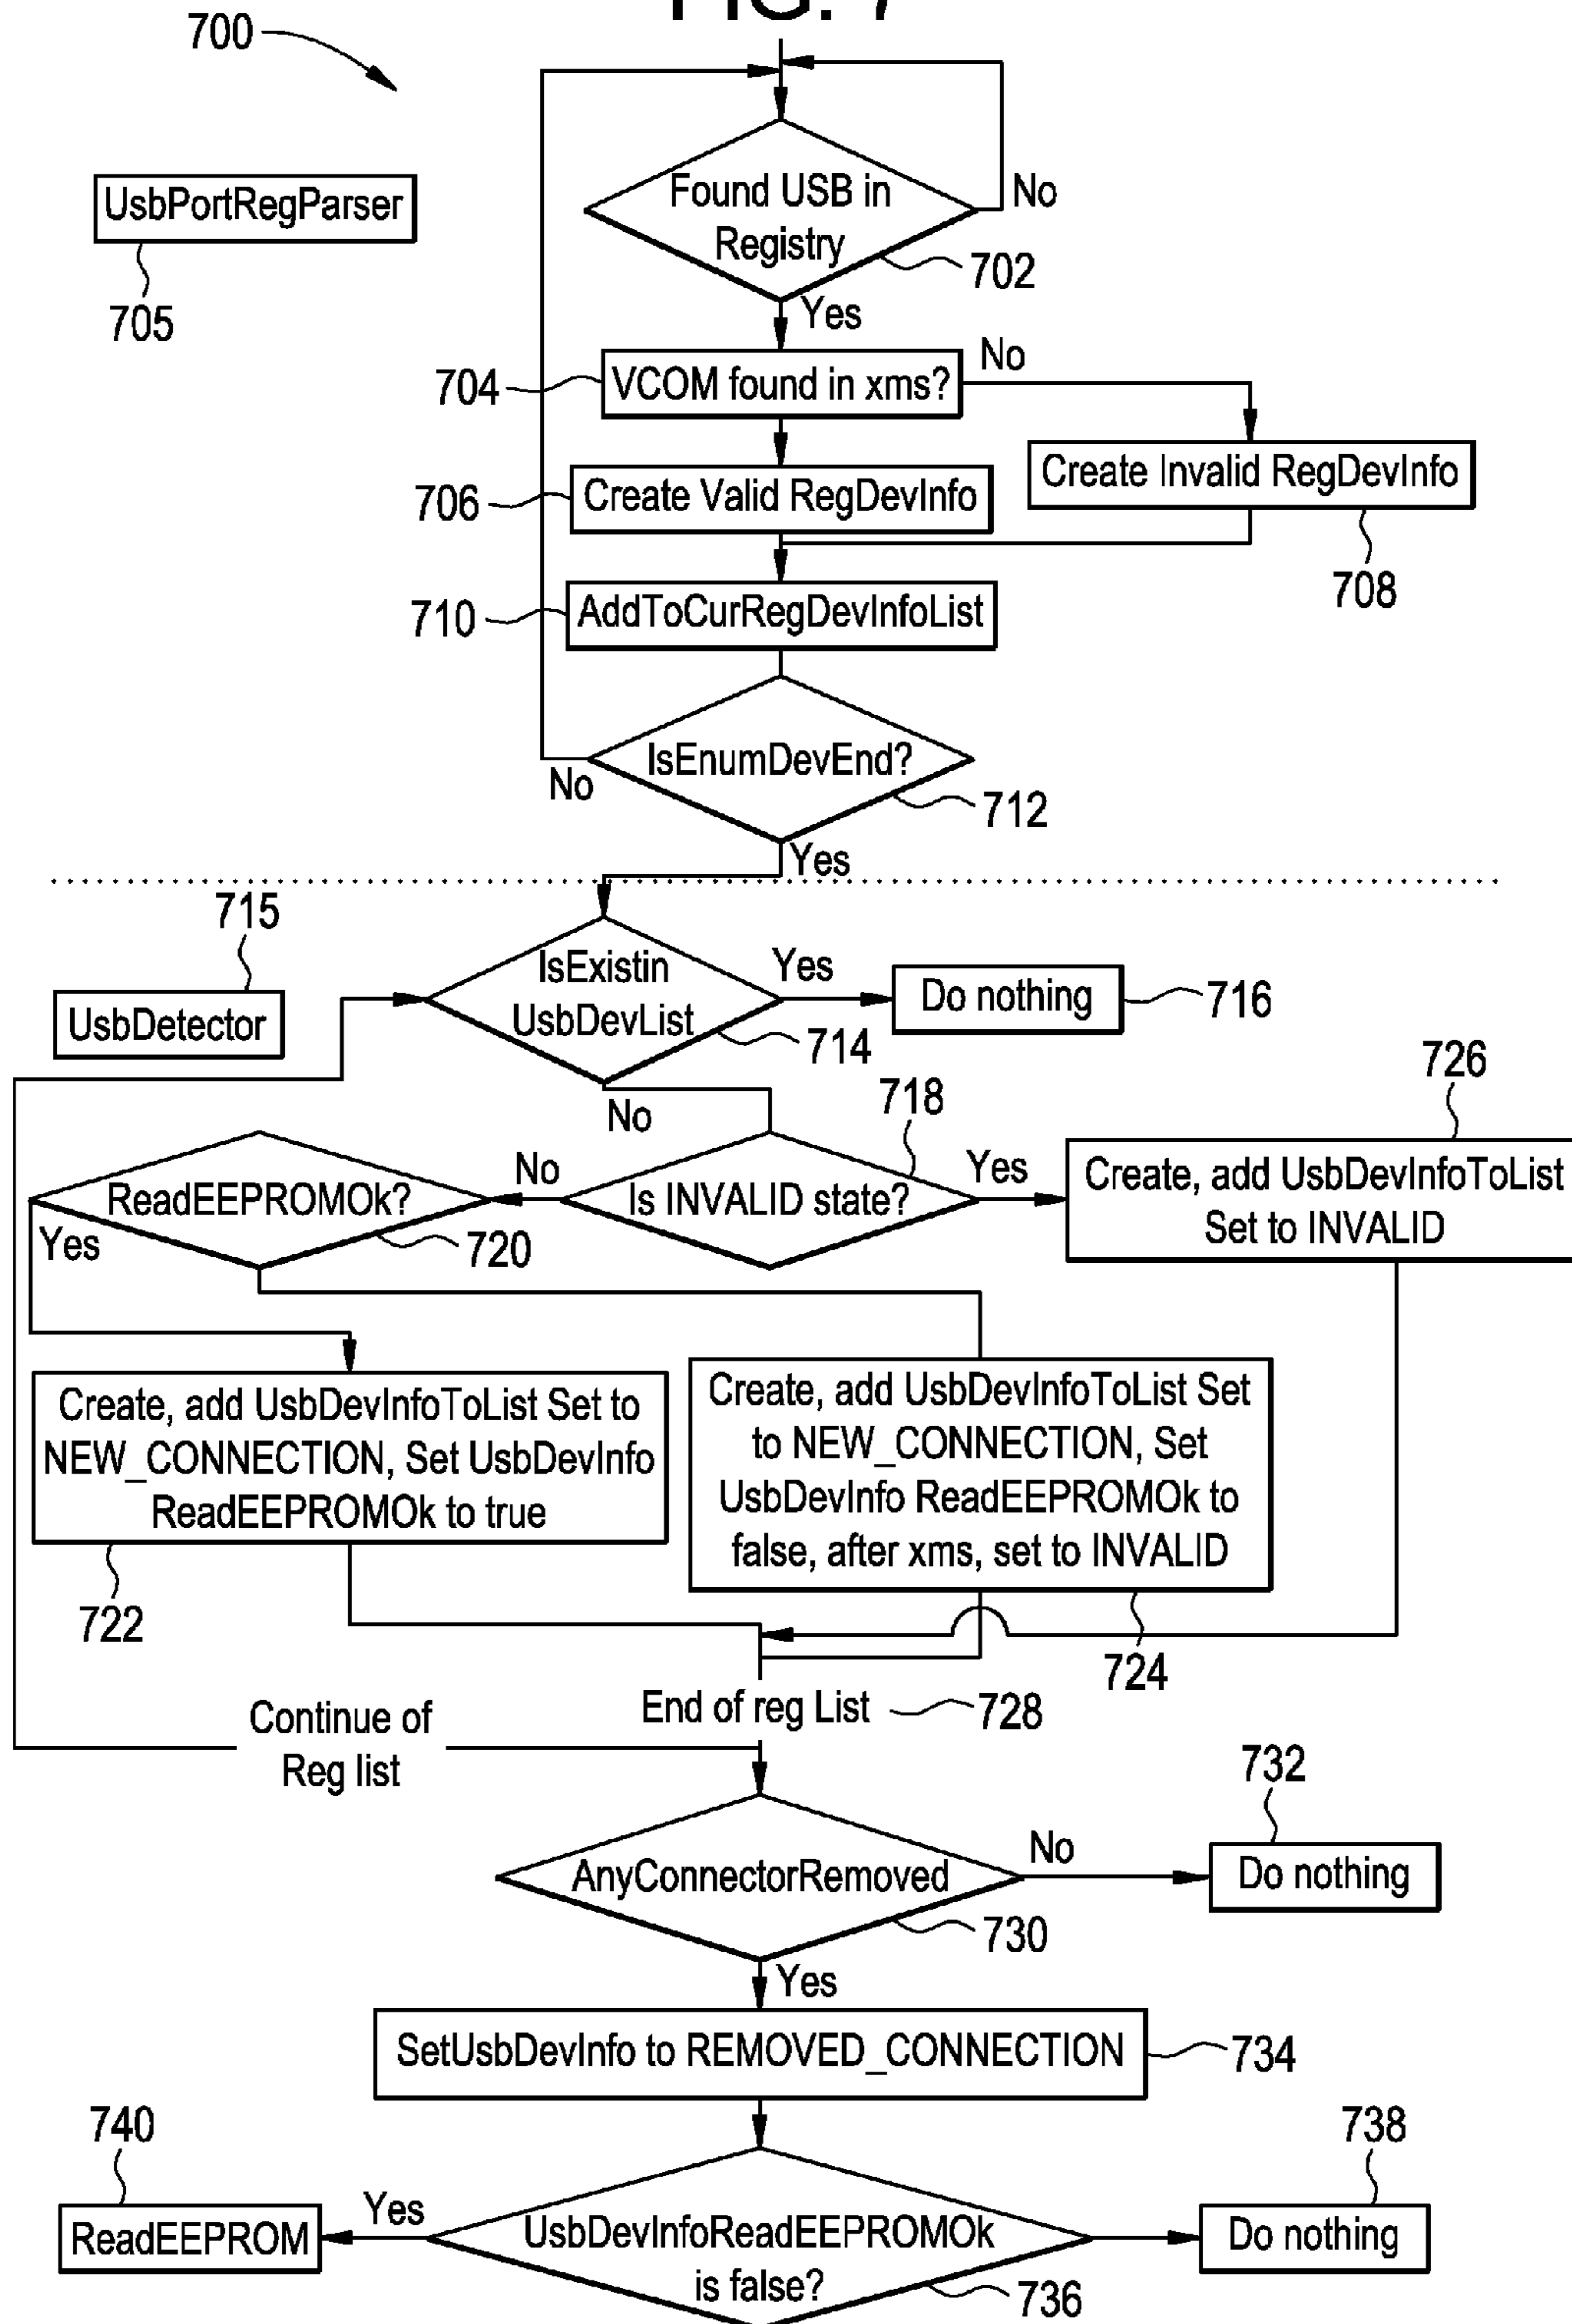 FIG. 7
700
UsbPortRegParser
705
Found USB in
Registry
No
702
Yes
704
VCOM found in xms?
No
706
Create Valid RegDevInfo
Create Invalid RegDevInfo
708
710
AddToCurRegDevInfoList
IsEnumDevEnd?
No
712
Yes
715
UsbDetector
IsExistin
UsbDevList
Yes
Do nothing
716
714
No
718
726
ReadEEPROMOk?
No
Is INVALID state?
Yes
Create, add UsbDevInfoToList
Set to INVALID
Yes
720
Create, add UsbDevInfoToList Set to
NEW_CONNECTION, Set UsbDevInfo
ReadEEPROMOk to true
722
Create, add UsbDevInfoToList Set
to NEW_CONNECTION, Set
UsbDevInfo ReadEEPROMOk to
false, after xms, set to INVALID
724
End of reg List
728
Continue of
Reg list
732
AnyConnectorRemoved
No
Do nothing
730
Yes
SetUsbDevInfo to REMOVED_CONNECTION
734
740
738
ReadEEPROM
Yes
UsbDevInfoReadEEPROMOk
is false?
Do nothing
736